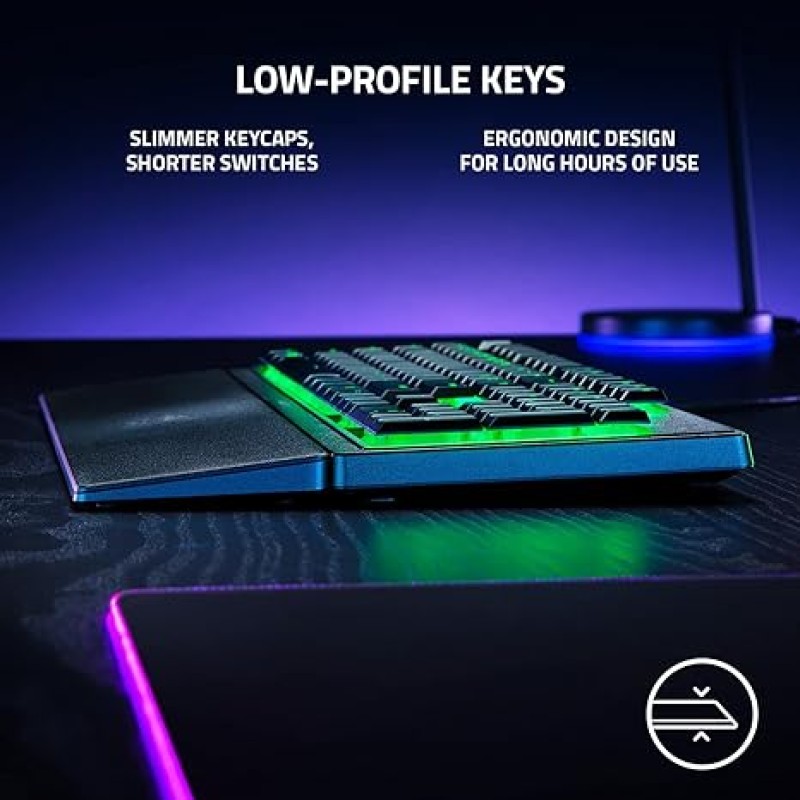 LOW-PROFILE KEYS
SLIMMER KEYCAPS,
SHORTER SWITCHES
ERGONOMIC DESIGN
FOR LONG HOURS OF USE